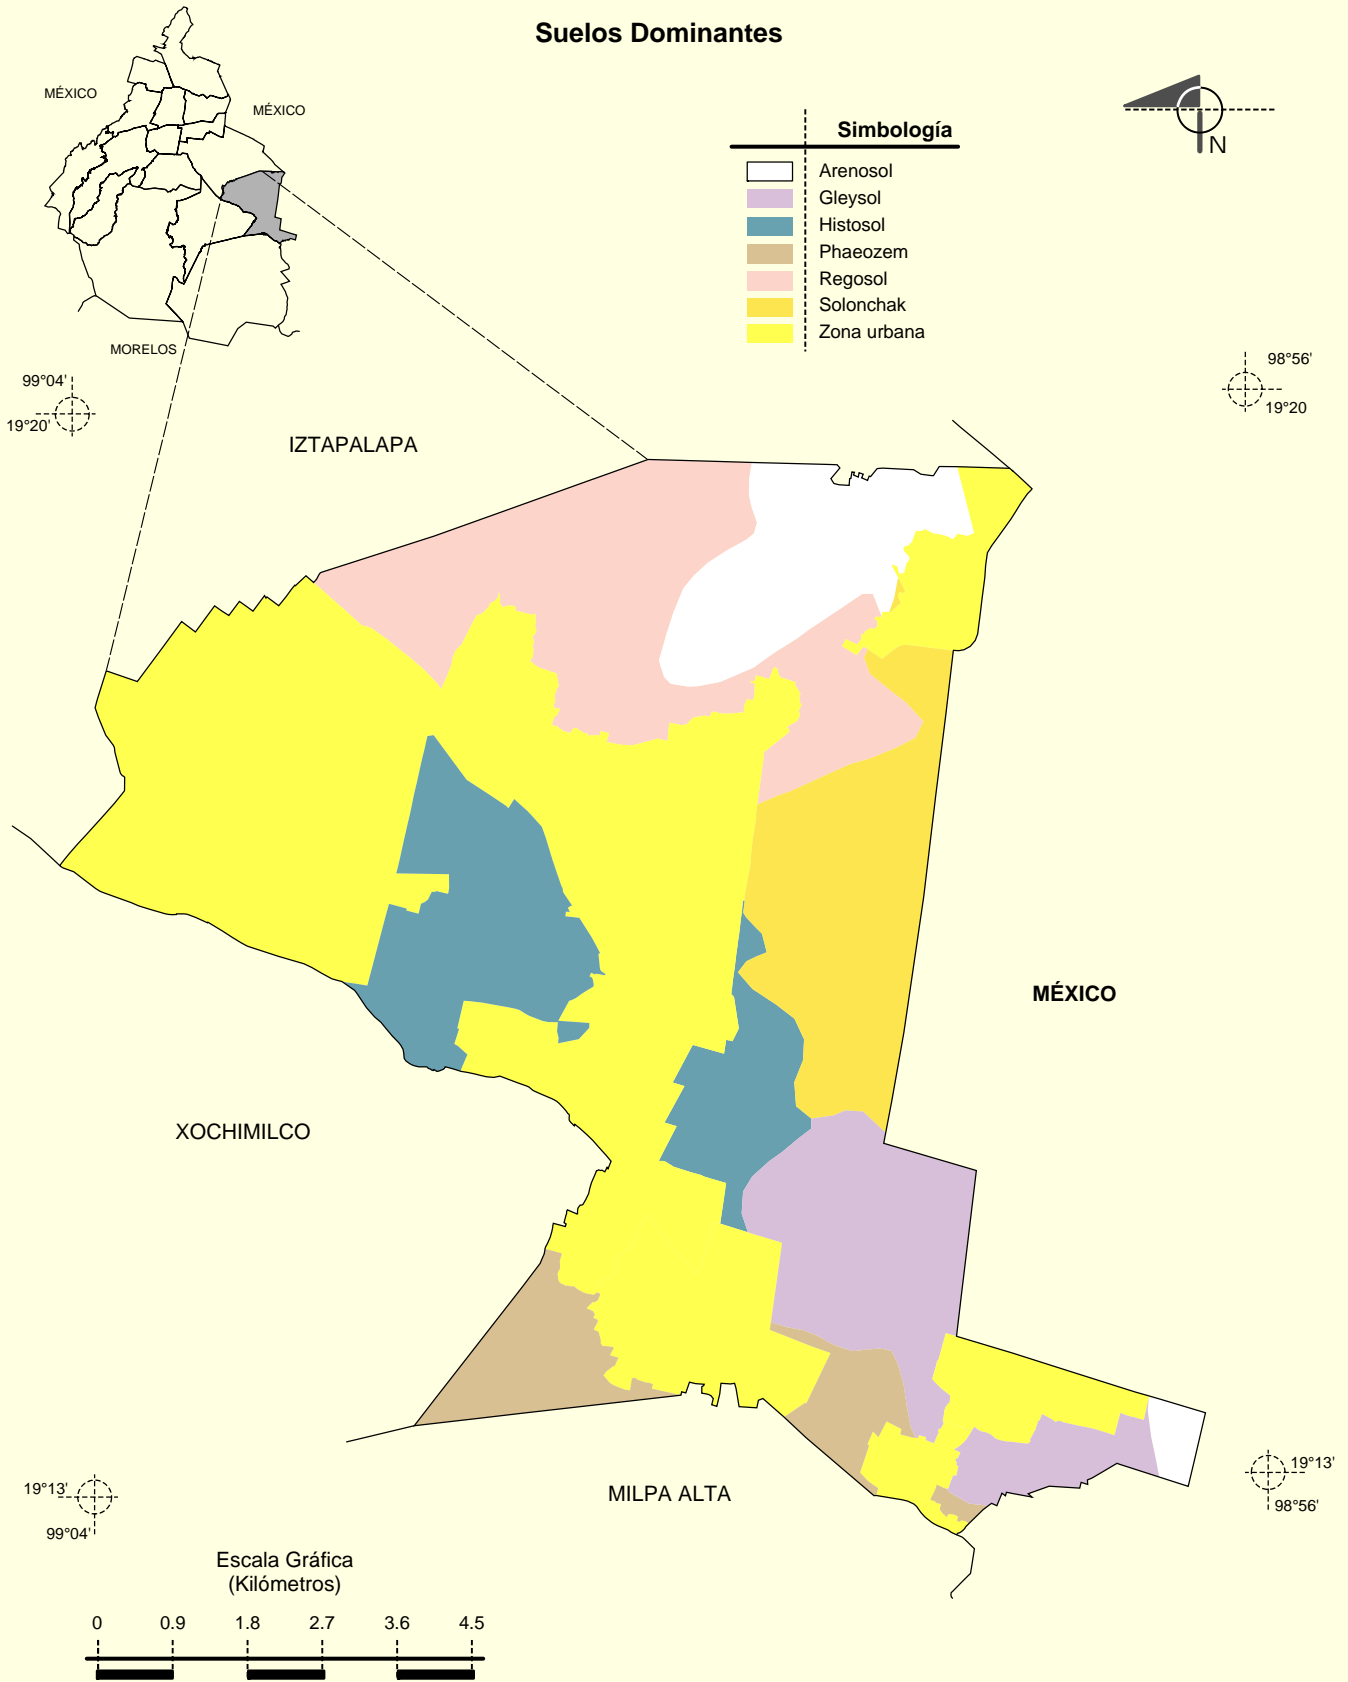 Suelos Dominantes
MÉXICO
MÉXICO
MORELOS
N
Simbología
Arenosol
Gleysol
Histosol
Phaeozem
Regosol
Solonchak
Zona urbana
99°04'
19°20'
98°56'
19°20
IZTAPALAPA
MÉXICO
XOCHIMILCO
MILPA ALTA
19°13'
99°04'
19°13'
98°56'
Escala Gráfica
(Kilómetros)
0 0.9 1.8 2.7 3.6 4.5